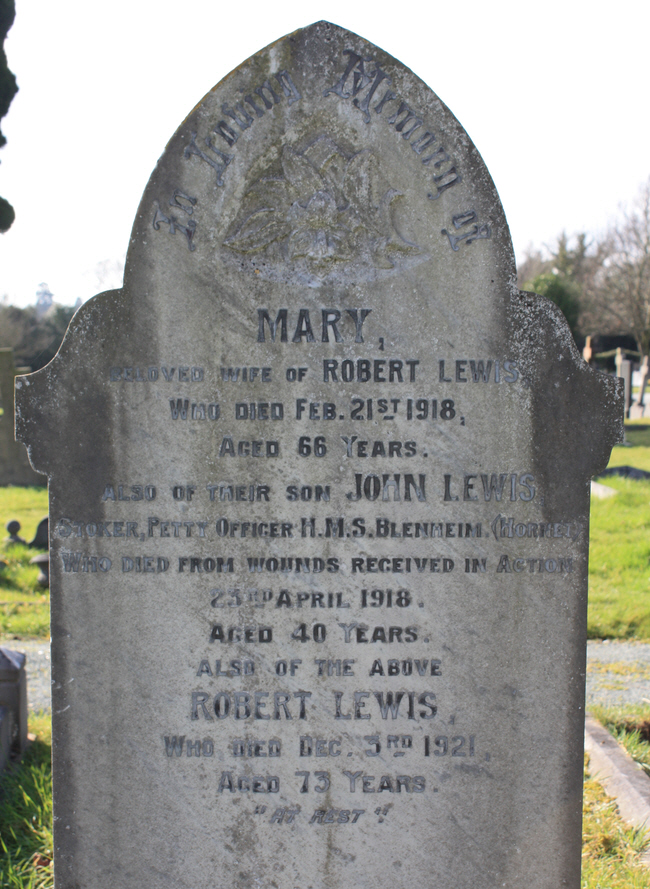 In Loving Memory of
MARY,
BELOVED WIFE OF ROBERT LEWIS.
WHO DIED FEB. 21ST 1918,
AGED 66 YEARS.
ALSO OF THEIR SON JOHN LEWIS
STOKER, PETTY OFFICER H.M.S. BLENHEIM. (HORNET)
WHO DIED FROM WOUNDS RECEIVED IN ACTION
23RD APRIL 1918.
AGED 40 YEARS.
ALSO OF THE ABOVE
ROBERT LEWIS,
WHO DIED DEC. 3RD 1921,
AGED 73 YEARS.
"AT REST"